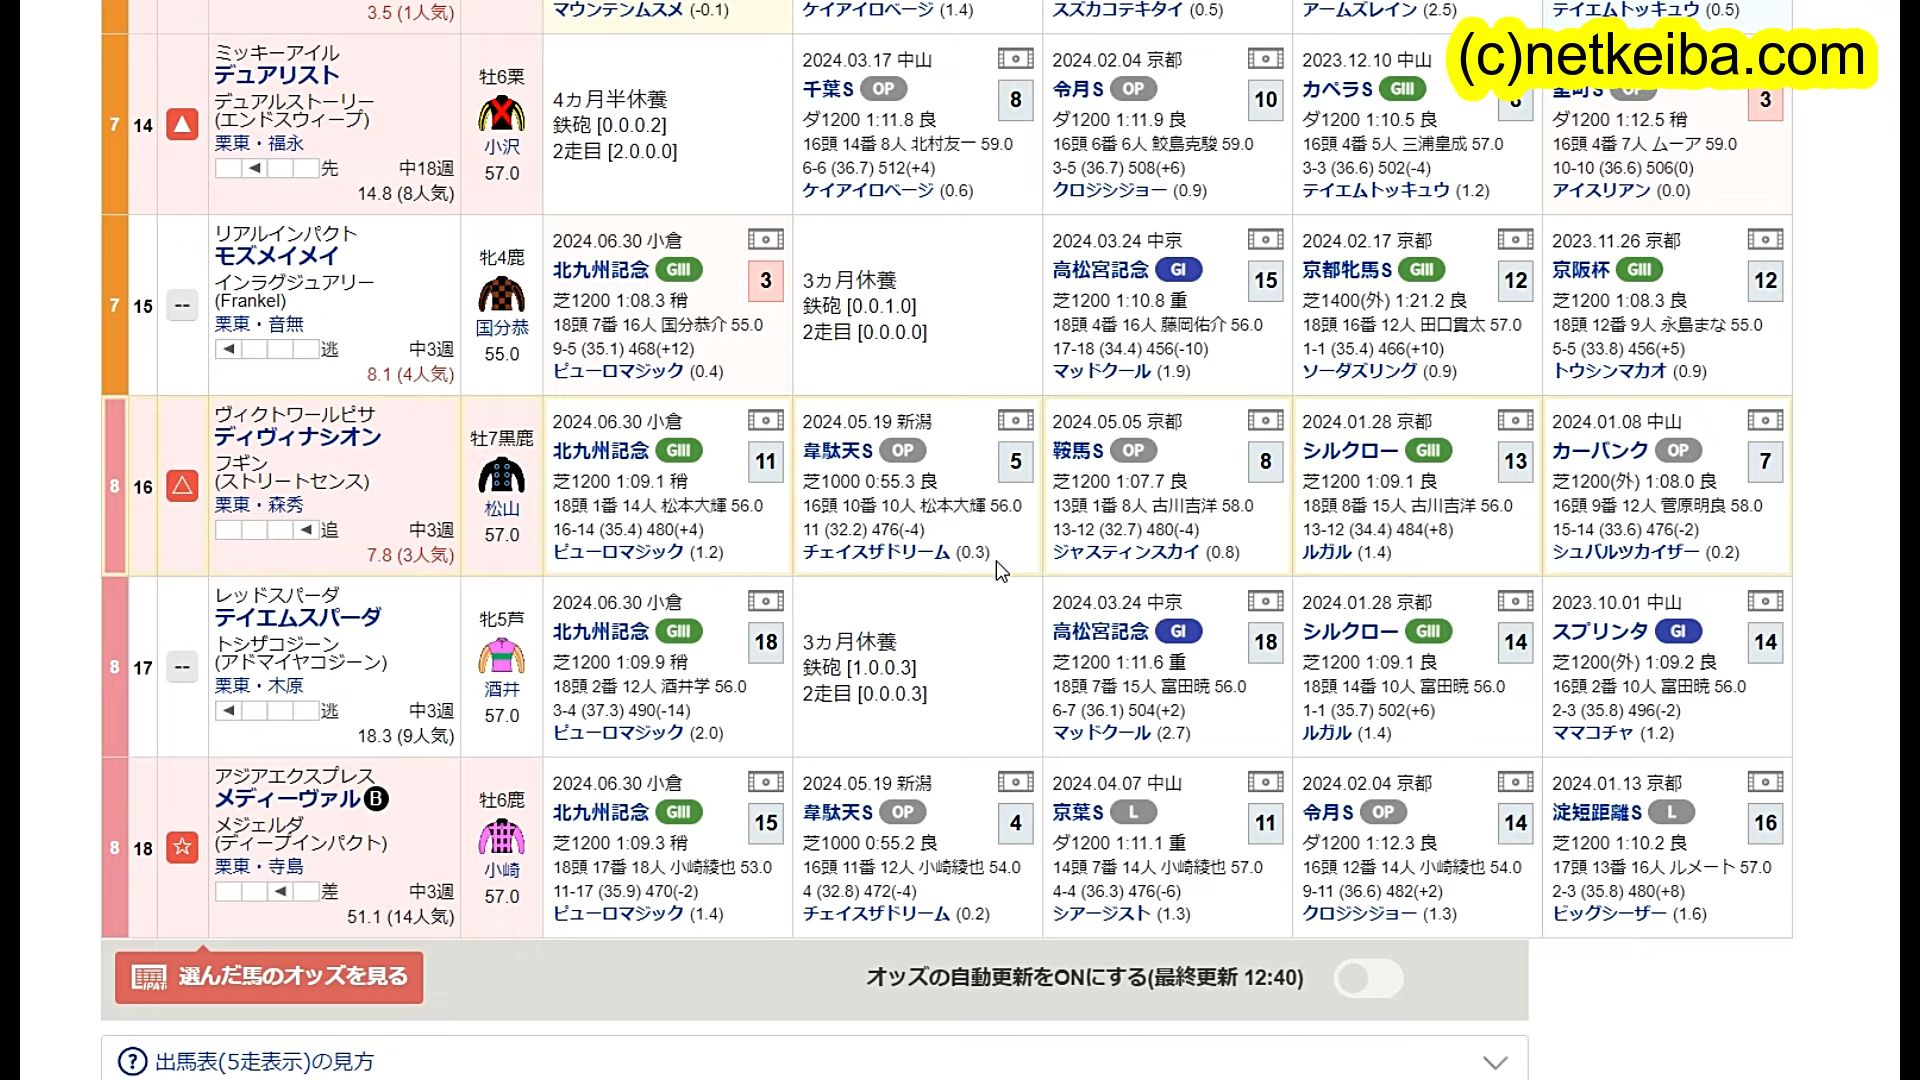 3.5 (1人気)
マウンテンムスメ (-0.1)
ケイアイロベージ (1.4)
スズカコテキタイ (0.5)
アームズレイン (2.5)
テイエムトッキュウ (0.5)
(c)netkeiba.com
7
14
ミッキーアイル
デュアリスト
デュアルストーリー
(エンドスウィープ)
栗東・福永
先 中18週
14.8 (8人気)
牡6栗
小沢
57.0
4ヵ月半休養
鉄砲 [0.0.0.2]
2走目 [2.0.0.0]
2024.03.17 中山
千葉S OP
8
ダ1200 1:11.8 良
16頭 14番 8人 北村友一 59.0
6-6 (36.7) 512(+4)
ケイアイロベージ (0.6)
2024.02.04 京都
令月S OP
10
ダ1200 1:11.9 良
16頭 6番 6人 鮫島克駿 59.0
3-5 (36.7) 508(+6)
クロジシジョー (0.9)
2023.12.10 中山
カペラS GIII
ダ1200 1:10.5 良
16頭 4番 5人 三浦皇成 57.0
3-3 (36.6) 502(-4)
テイエムトッキュウ (1.2)
室町S OP
3
ダ1200 1:12.5 稍
16頭 4番 7人 ムーア 59.0
10-10 (36.6) 506(0)
アイスリアン (0.0)
7
15
--
リアルインパクト
モズメイメイ
インラグジュアリー
(Frankel)
栗東・音無
逃 中3週
8.1 (4人気)
牝4鹿
国分恭
55.0
2024.06.30 小倉
北九州記念 GIII
3
芝1200 1:08.3 稍
18頭 7番 16人 国分恭介 55.0
9-5 (35.1) 468(+12)
ピューロマジック (0.4)
3ヵ月休養
鉄砲 [0.0.1.0]
2走目 [0.0.0.0]
2024.03.24 中京
高松宮記念 GI
15
芝1200 1:10.8 重
18頭 4番 16人 藤岡佑介 56.0
17-18 (34.4) 456(-10)
マッドクール (1.9)
2024.02.17 京都
京都牝馬S GIII
12
芝1400(外) 1:21.2 良
18頭 16番 12人 田口貫太 57.0
1-1 (35.4) 466(+10)
ソーダズリング (0.9)
2023.11.26 京都
京阪杯 GIII
12
芝1200 1:08.3 良
18頭 12番 9人 永島まな 55.0
5-5 (33.8) 456(+5)
トウシンマカオ (0.9)
8
16
ヴィクトワールピサ
ディヴィナシオン
フギン
(ストリートセンス)
栗東・森秀
追 中3週
7.8 (3人気)
牡7黒鹿
松山
57.0
2024.06.30 小倉
北九州記念 GIII
11
芝1200 1:09.1 稍
18頭 1番 14人 松本大輝 56.0
16-14 (35.4) 480(+4)
ピューロマジック (1.2)
2024.05.19 新潟
韋駄天S OP
5
芝1000 0:55.3 良
16頭 10番 10人 松本大輝 56.0
11 (32.2) 476(-4)
チェイスザドリーム (0.3)
2024.05.05 京都
鞍馬S OP
8
芝1200 1:07.7 良
13頭 1番 8人 古川吉洋 58.0
13-12 (32.7) 480(-4)
ジャスティンスカイ (0.8)
2024.01.28 京都
シルクロー GIII
13
芝1200 1:09.1 良
18頭 8番 15人 古川吉洋 56.0
13-12 (34.4) 484(+8)
ルガル (1.4)
2024.01.08 中山
カーバンク OP
7
芝1200(外) 1:08.0 良
16頭 9番 12人 菅原明良 58.0
15-14 (33.6) 476(-2)
シュバルツカイザー (0.2)
8
17
--
レッドスパーダ
テイエムスパーダ
トシザコジーン
(アドマイヤコジーン)
栗東・木原
逃 中3週
18.3 (9人気)
牝5芦
酒井
57.0
2024.06.30 小倉
北九州記念 GIII
18
芝1200 1:09.9 稍
18頭 2番 12人 酒井学 56.0
3-4 (37.3) 490(-14)
ピューロマジック (2.0)
3ヵ月休養
鉄砲 [1.0.0.3]
2走目 [0.0.0.3]
2024.03.24 中京
高松宮記念 GI
18
芝1200 1:11.6 重
18頭 7番 15人 富田暁 56.0
6-7 (36.1) 504(+2)
マッドクール (2.7)
2024.01.28 京都
シルクロー GIII
14
芝1200 1:09.1 良
18頭 14番 10人 富田暁 56.0
1-1 (35.7) 502(+6)
ルガル (1.4)
2023.10.01 中山
スプリンタ GI
14
芝1200(外) 1:09.2 良
16頭 2番 10人 富田暁 56.0
2-3 (35.8) 496(-2)
ママコチャ (1.2)
8
18
アジアエクスプレス
メディーヴァル B
メジェルダ
(ディープインパクト)
栗東・寺島
差 中3週
51.1 (14人気)
牡6鹿
小崎
57.0
2024.06.30 小倉
北九州記念 GIII
15
芝1200 1:09.3 稍
18頭 17番 18人 小崎綾也 53.0
11-17 (35.9) 470(-2)
ピューロマジック (1.4)
2024.05.19 新潟
韋駄天S OP
4
芝1000 0:55.2 良
16頭 11番 12人 小崎綾也 54.0
4 (32.8) 472(-4)
チェイスザドリーム (0.2)
2024.04.07 中山
京葉S L
11
ダ1200 1:11.1 重
14頭 7番 14人 小崎綾也 57.0
4-4 (36.3) 476(-6)
シアージスト (1.3)
2024.02.04 京都
令月S OP
14
ダ1200 1:12.3 良
16頭 12番 14人 小崎綾也 54.0
9-11 (36.6) 482(+2)
クロジシジョー (1.3)
2024.01.13 京都
淀短距離S L
16
芝1200 1:10.2 良
17頭 13番 16人 ルメート 57.0
2-3 (35.8) 480(+8)
ビッグシーザー (1.6)
IPAT 選んだ馬のオッズを見る
オッズの自動更新をONにする(最終更新 12:40)
? 出馬表(5走表示)の見方